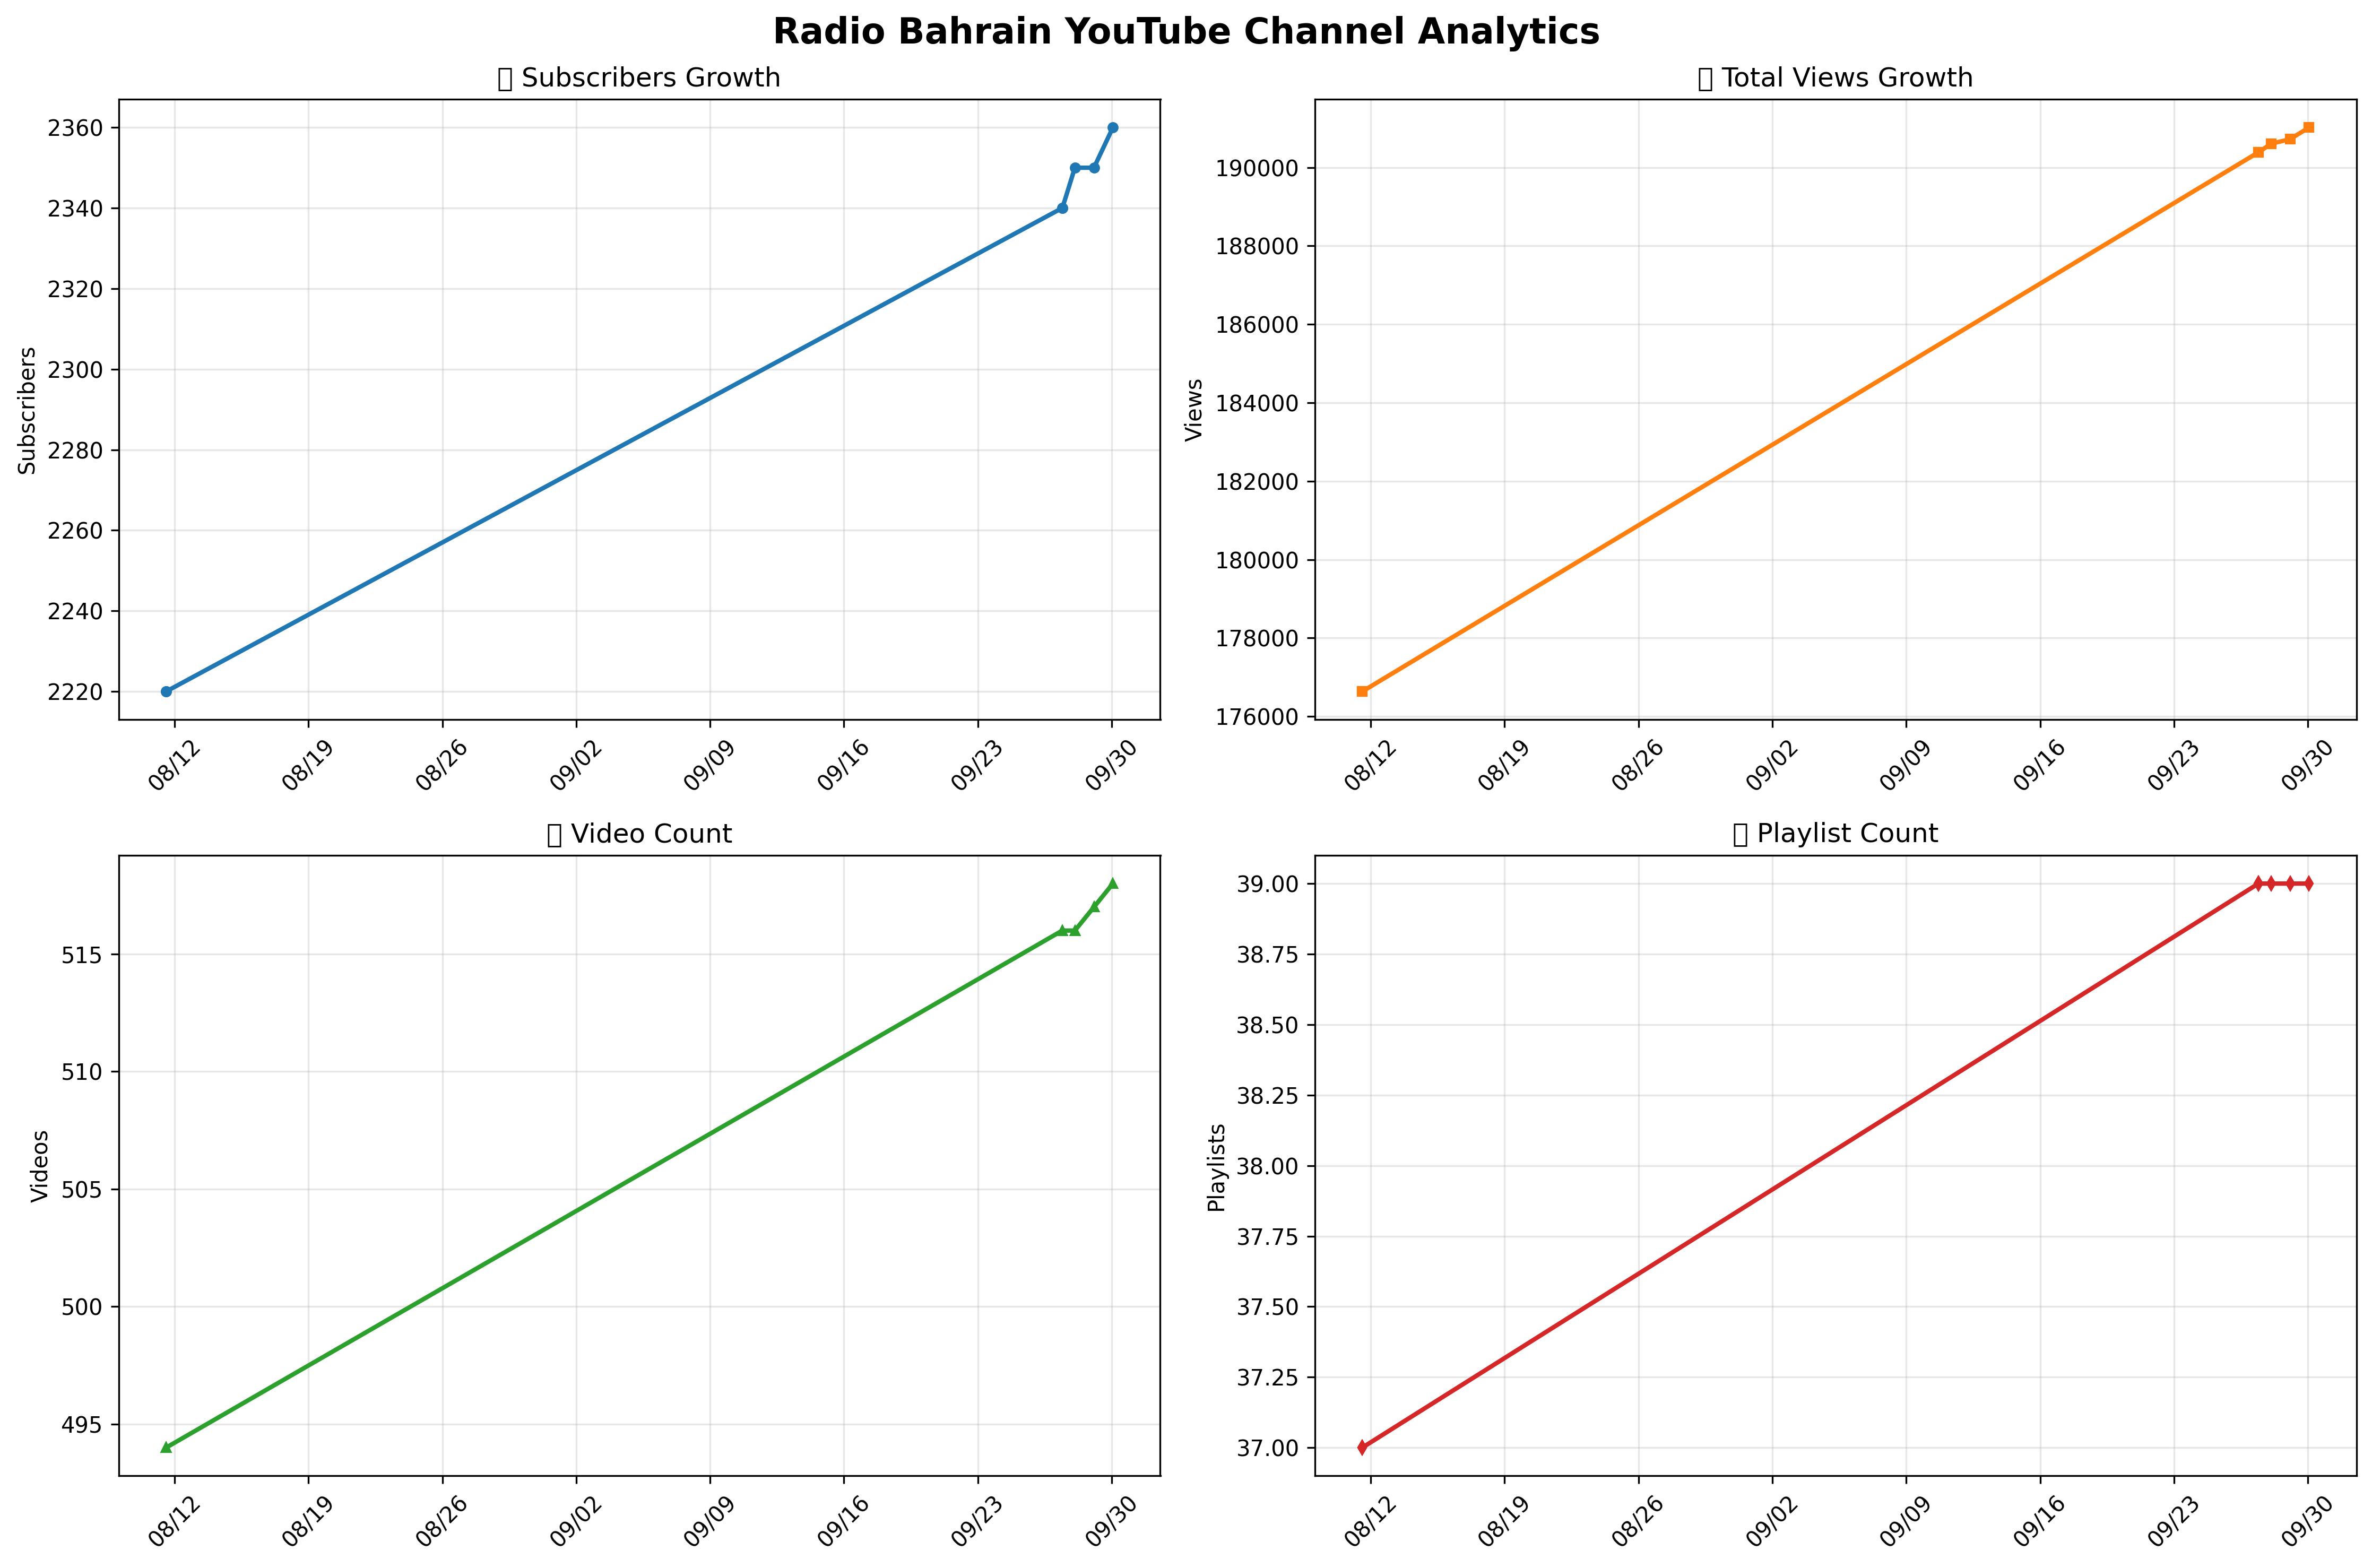 Radio Bahrain YouTube Channel Analytics
▯ Subscribers Growth
Subscribers
2360
2340
2320
2300
2280
2260
2240
2220
08/12 08/19 08/26 09/02 09/09 09/16 09/23 09/30
▯ Total Views Growth
Views
190000
188000
186000
184000
182000
180000
178000
176000
08/12 08/19 08/26 09/02 09/09 09/16 09/23 09/30
▯ Video Count
Videos
515
510
505
500
495
08/12 08/19 08/26 09/02 09/09 09/16 09/23 09/30
▯ Playlist Count
Playlists
39.00
38.75
38.50
38.25
38.00
37.75
37.50
37.25
37.00
08/12 08/19 08/26 09/02 09/09 09/16 09/23 09/30